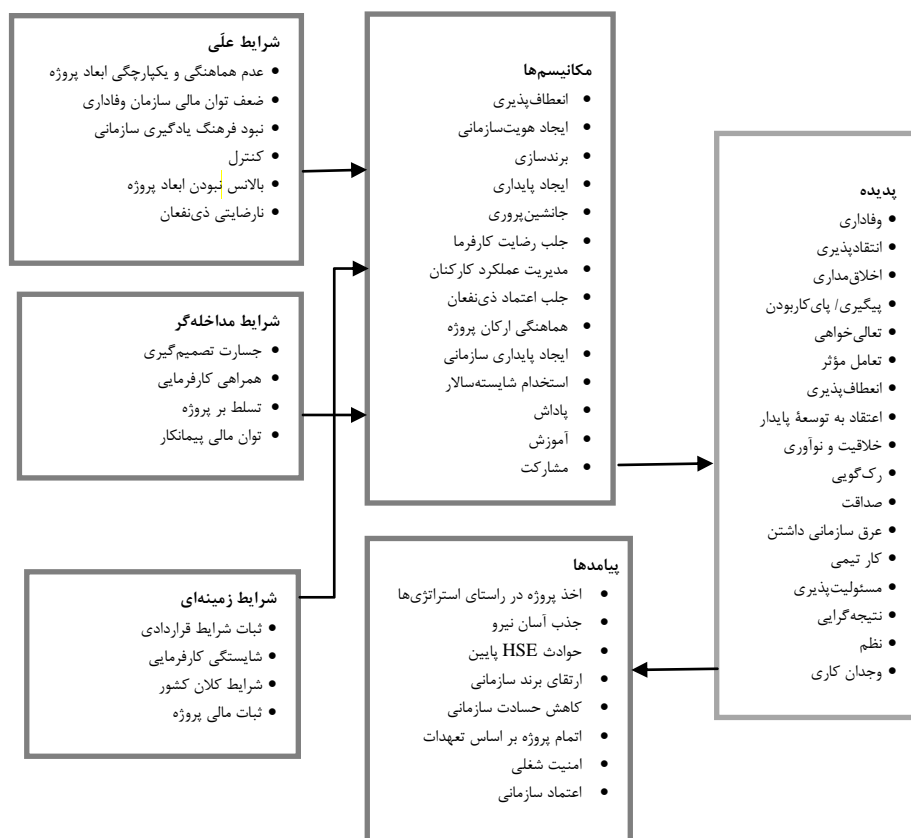 شرایط علّی
• عدم هماهنگی و یکپارچگی ابعاد پروژه
• ضعف توان مالی سازمان وفاداری
• نبود فرهنگ یادگیری سازمانی
• کنترل
• بالانس نبودن ابعاد پروژه
• نارضایتی ذی‌نفعان
شرایط مداخله‌گر
• جسارت تصمیم‌گیری
• همراهی کارفرمایی
• تسلط بر پروژه
• توان مالی پیمانکار
شرایط زمینه‌ای
• ثبات شرایط قراردادی
• شایستگی کارفرمایی
• شرایط کلان کشور
• ثبات مالی پروژه
مکانیسم‌ها
• انعطاف‌پذیری
• ایجاد هویت‌سازمانی
• برندسازی
• ایجاد پایداری
• جانشین‌پروری
• جلب رضایت کارفرما
• مدیریت عملکرد کارکنان
• جلب اعتماد ذی‌نفعان
• هماهنگی ارکان پروژه
• ایجاد پایداری سازمانی
• استخدام شایسته‌سالار
• پاداش
• آموزش
• مشارکت
پدیده
• وفاداری
• انتقادپذیری
• اخلاق‌مداری
• پیگیری/ پای‌کاربودن
• تعالی‌خواهی
• تعامل مؤثر
• انعطاف‌پذیری
• اعتقاد به توسعهٔ پایدار
• خلاقیت و نوآوری
• رک‌گویی
• صداقت
• عرق سازمانی داشتن
• کار تیمی
• مسئولیت‌پذیری
• نتیجه‌گرایی
• نظم
• وجدان کاری
پیامدها
• اخذ پروژه در راستای استراتژی‌ها
• جذب آسان نیرو
• حوادث HSE پایین
• ارتقای برند سازمانی
• کاهش حسادت سازمانی
• اتمام پروژه بر اساس تعهدات
• امنیت شغلی
• اعتماد سازمانی